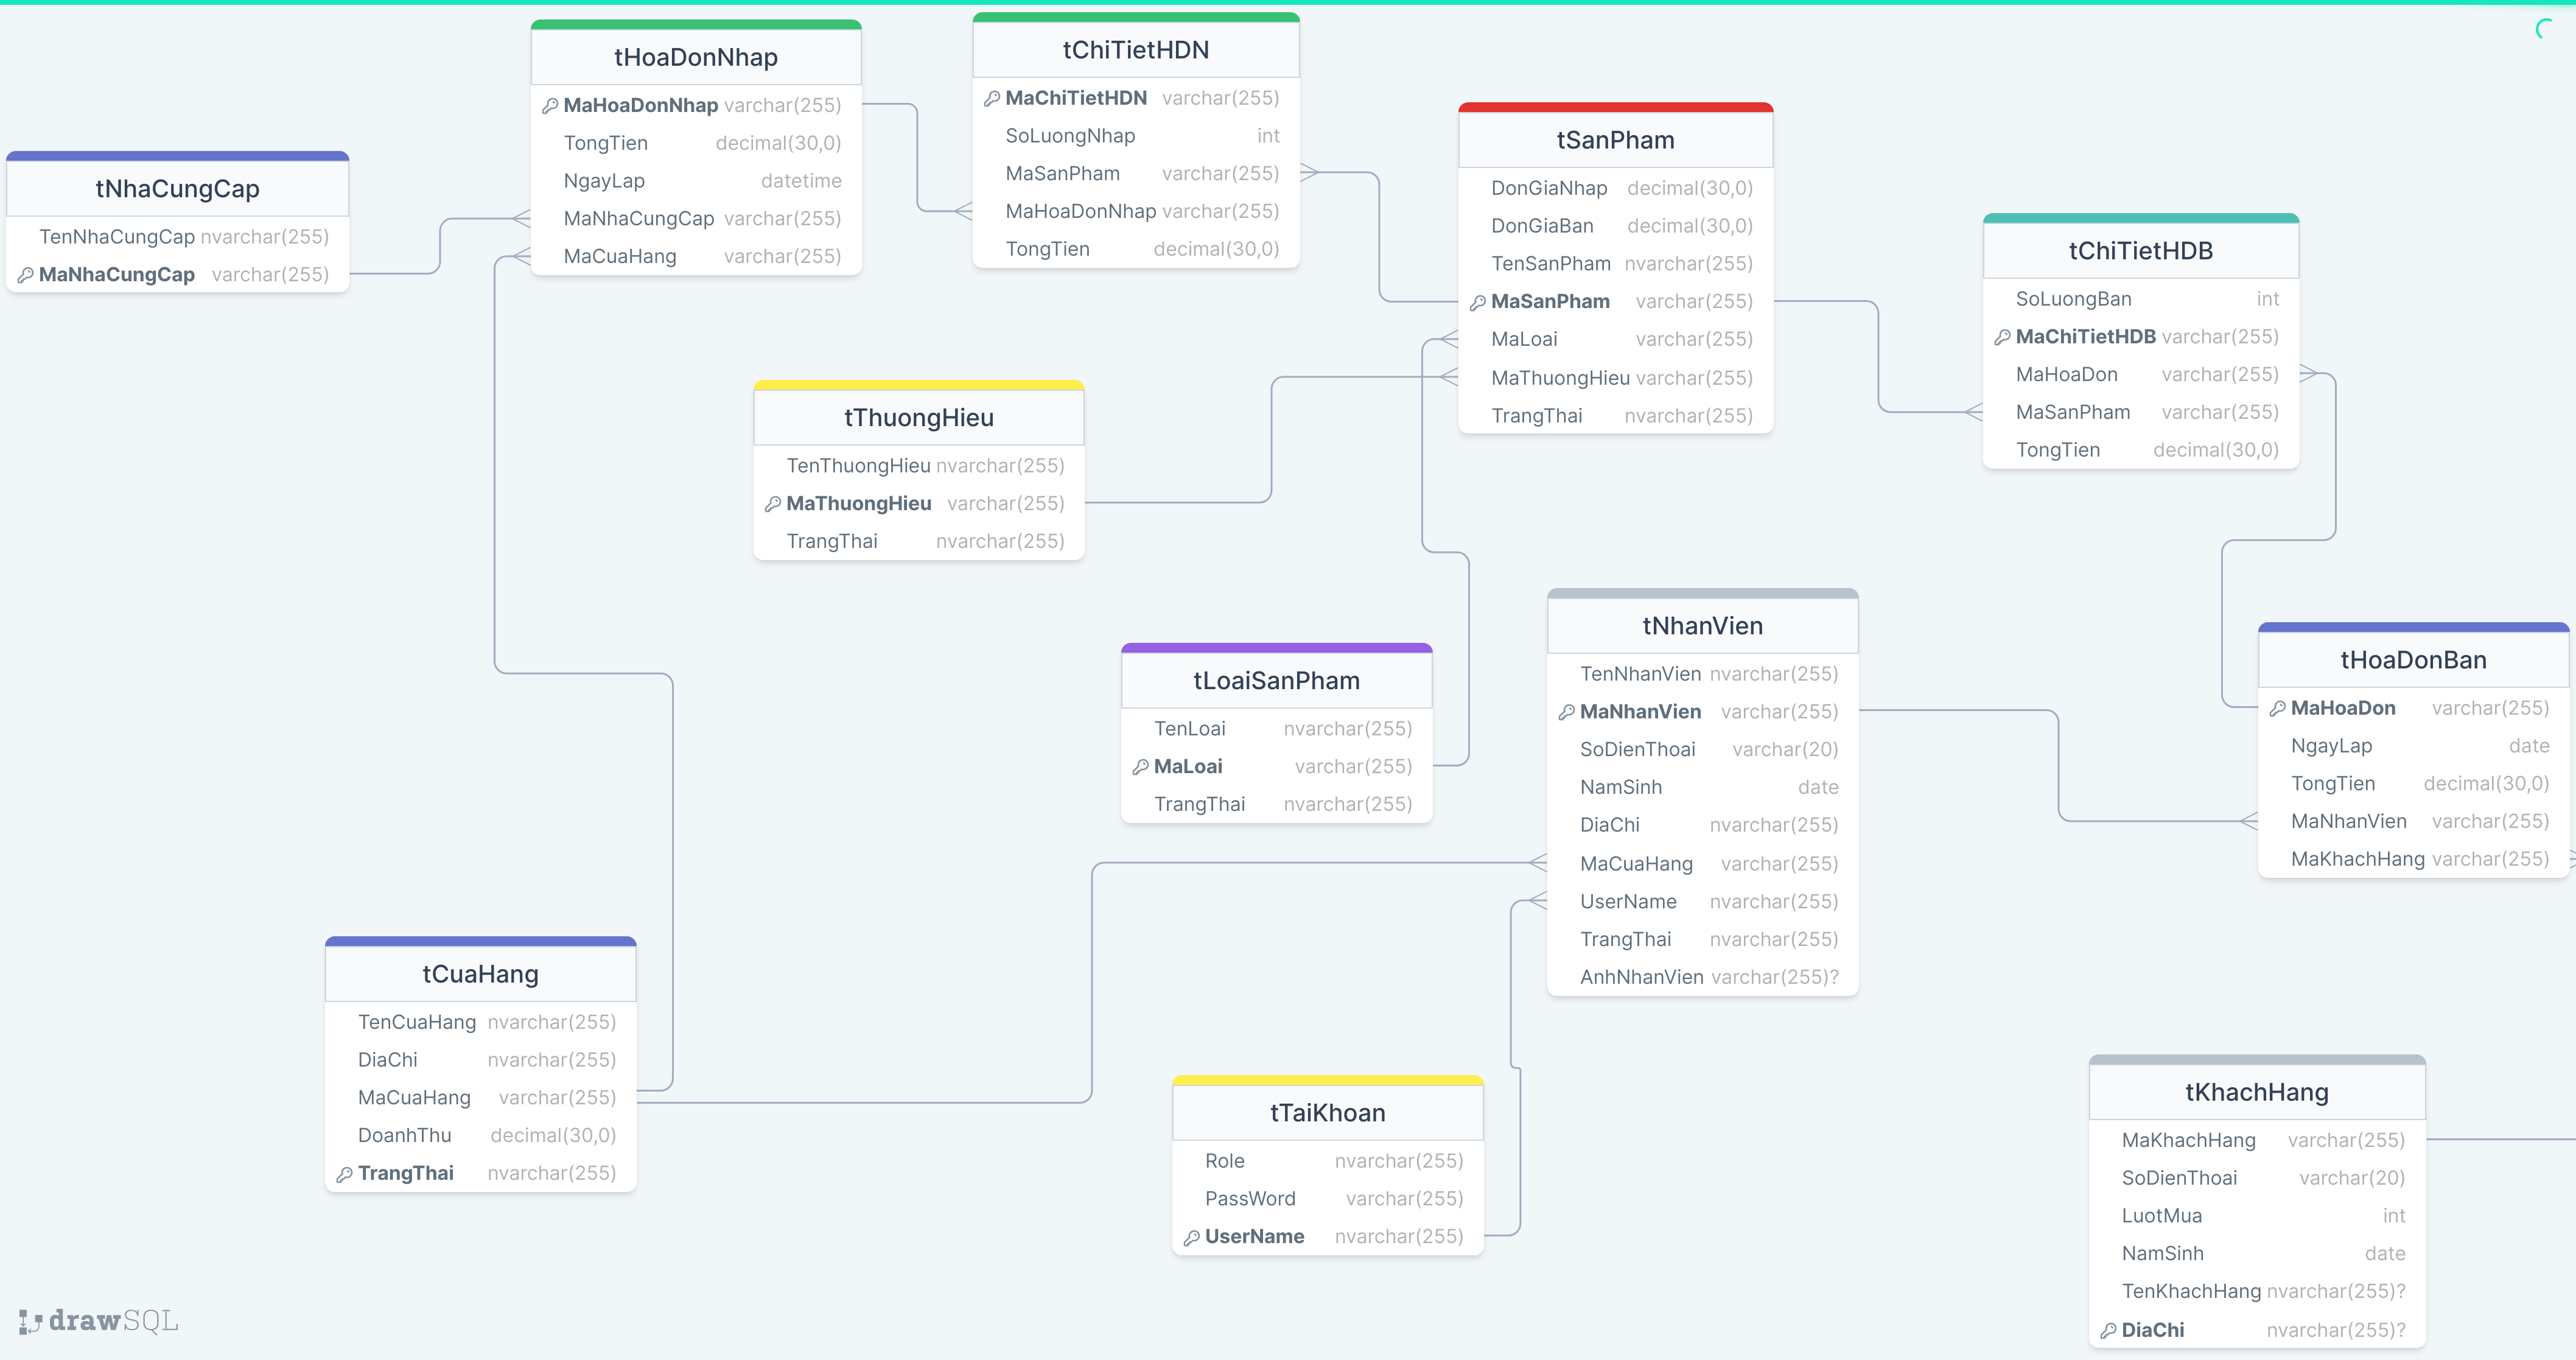 tNhaCungCap
TenNhaCungCap nvarchar(255)
MaNhaCungCap varchar(255)
tHoaDonNhap
MaHoaDonNhap varchar(255)
TongTien decimal(30,0)
NgayLap datetime
MaNhaCungCap varchar(255)
MaCuaHang varchar(255)
tChiTietHDN
MaChiTietHDN varchar(255)
SoLuongNhap int
MaSanPham varchar(255)
MaHoaDonNhap varchar(255)
TongTien decimal(30,0)
tSanPham
DonGiaNhap decimal(30,0)
DonGiaBan decimal(30,0)
TenSanPham nvarchar(255)
MaSanPham varchar(255)
MaLoai varchar(255)
MaThuongHieu varchar(255)
TrangThai nvarchar(255)
tChiTietHDB
SoLuongBan int
MaChiTietHDB varchar(255)
MaHoaDon varchar(255)
MaSanPham varchar(255)
TongTien decimal(30,0)
tThuongHieu
TenThuongHieu nvarchar(255)
MaThuongHieu varchar(255)
TrangThai nvarchar(255)
tLoaiSanPham
TenLoai nvarchar(255)
MaLoai varchar(255)
TrangThai nvarchar(255)
tNhanVien
TenNhanVien nvarchar(255)
MaNhanVien varchar(255)
SoDienThoai varchar(20)
NamSinh date
DiaChi nvarchar(255)
MaCuaHang varchar(255)
UserName nvarchar(255)
TrangThai nvarchar(255)
AnhNhanVien varchar(255)?
tHoaDonBan
MaHoaDon varchar(255)
NgayLap date
TongTien decimal(30,0)
MaNhanVien varchar(255)
MaKhachHang varchar(255)
tCuaHang
TenCuaHang nvarchar(255)
DiaChi nvarchar(255)
MaCuaHang varchar(255)
DoanhThu decimal(30,0)
TrangThai nvarchar(255)
tTaiKhoan
Role nvarchar(255)
PassWord varchar(255)
UserName nvarchar(255)
tKhachHang
MaKhachHang varchar(255)
SoDienThoai varchar(20)
LuotMua int
NamSinh date
TenKhachHang nvarchar(255)?
DiaChi nvarchar(255)?
drawSQL